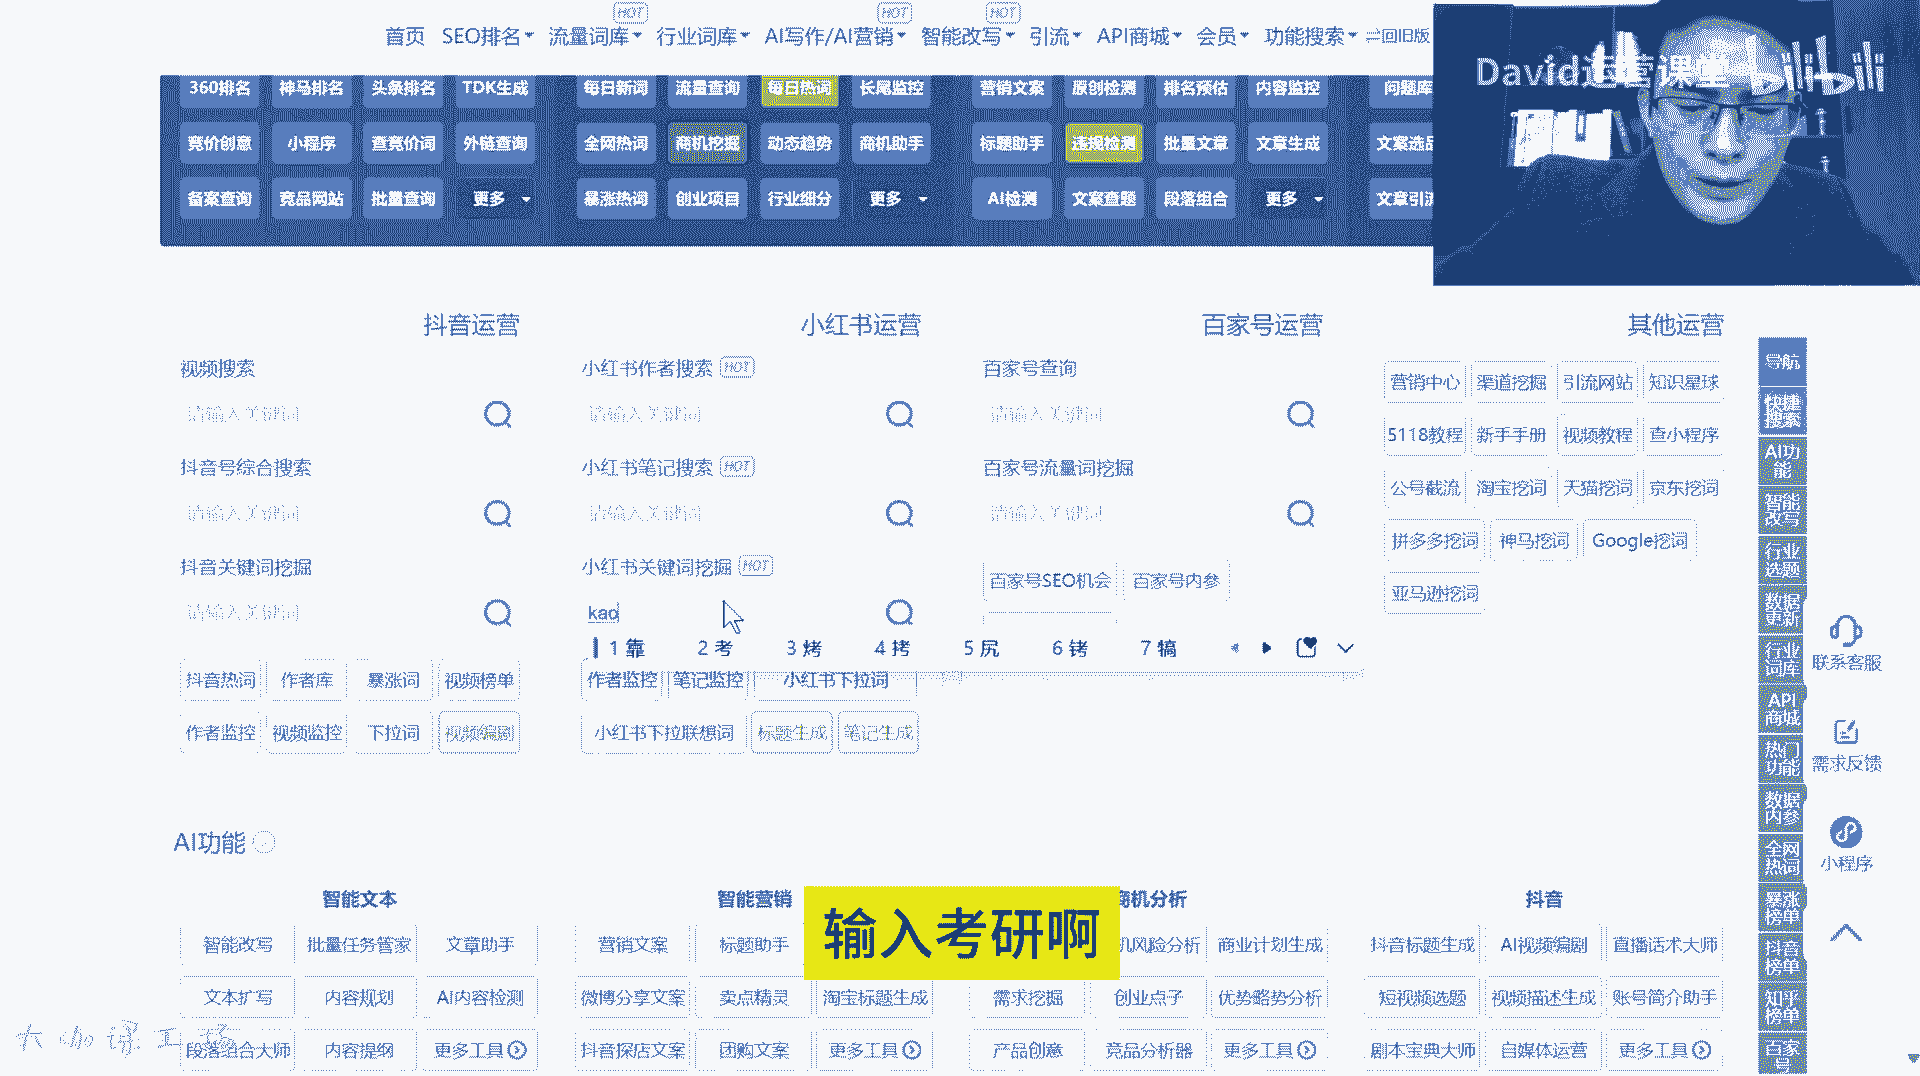 HOT HOT HOT
首页 SEO排名 流量词库 行业词库 AI写作/AI营销 智能改写 引流 API商城 会员 功能搜索 回旧版
David运营课堂 bilibili
360排名 神马排名 头条排名 TDK生成 每日新词 流量查询 每日热词 长尾监控 营销文案 原创检测 排名预估 内容监控 问题库
竞价创意 小程序 查竞价词 外链查询 全网热词 商机挖掘 动态趋势 商机助手 标题助手 违规检测 批量文章 文章生成 文案选品
备案查询 竞品网站 批量查询 更多 暴涨热词 创业项目 行业细分 更多 AI检测 文案查题 段落组合 更多 文章引流
抖音运营 小红书运营 百家号运营 其他运营
视频搜索 小红书作者搜索 HOT 百家号查询
请输入关键词 请输入关键词 请输入关键词
营销中心 渠道挖掘 引流网站 知识星球
5118教程 新手手册 视频教程 查小程序
抖音号综合搜索 小红书笔记搜索 HOT 百家号流量词挖掘
请输入关键词 请输入关键词 请输入关键词
公号截流 淘宝挖词 天猫挖词 京东挖词
拼多多挖词 神马挖词 Google挖词
抖音关键词挖掘 小红书关键词挖掘 HOT 百家号SEO机会 百家号内参
亚马逊挖词
请输入关键词 kao
1 靠 2 考 3 烤 4 拷 5 尻 6 铐 7 犒
抖音热词 作者库 暴涨词 视频榜单 作者监控 笔记监控 小红书下拉词
作者监控 视频监控 下拉词 视频编剧 小红书下拉联想词 标题生成 笔记生成
导航
快捷搜索
AI功能
智能改写
行业选题
数据更新
行业词库
API商城
热门功能
数据内参
全网热词
暴涨榜单
抖音榜单
知乎榜单
百家号
联系客服
需求反馈
小程序
AI功能
智能文本 智能营销 商机分析 抖音
智能改写 批量任务管家 文章助手 营销文案 标题助手 机风险分析 商业计划生成 抖音标题生成 AI视频编剧 直播话术大师
输入考研啊
文本扩写 内容规划 AI内容检测 微博分享文案 卖点精灵 淘宝标题生成 需求挖掘 创业点子 优势略势分析 短视频选题 视频描述生成 账号简介助手
段落组合大师 内容提纲 更多工具 抖音探店文案 团购文案 更多工具 产品创意 竞品分析器 更多工具 剧本宝典大师 自媒体运营 更多工具
大咖课工场